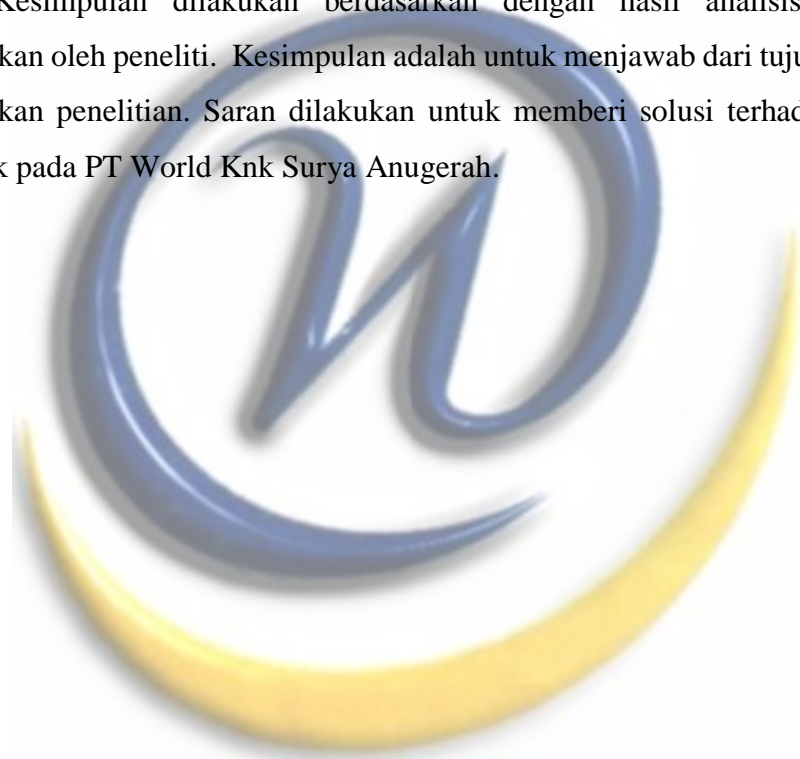 Kesimpulan dilakukan berdasarkan dengan hasil analisis
kan oleh peneliti. Kesimpulan adalah untuk menjawab dari tuju
kan penelitian. Saran dilakukan untuk memberi solusi terhad
k pada PT World Knk Surya Anugerah.